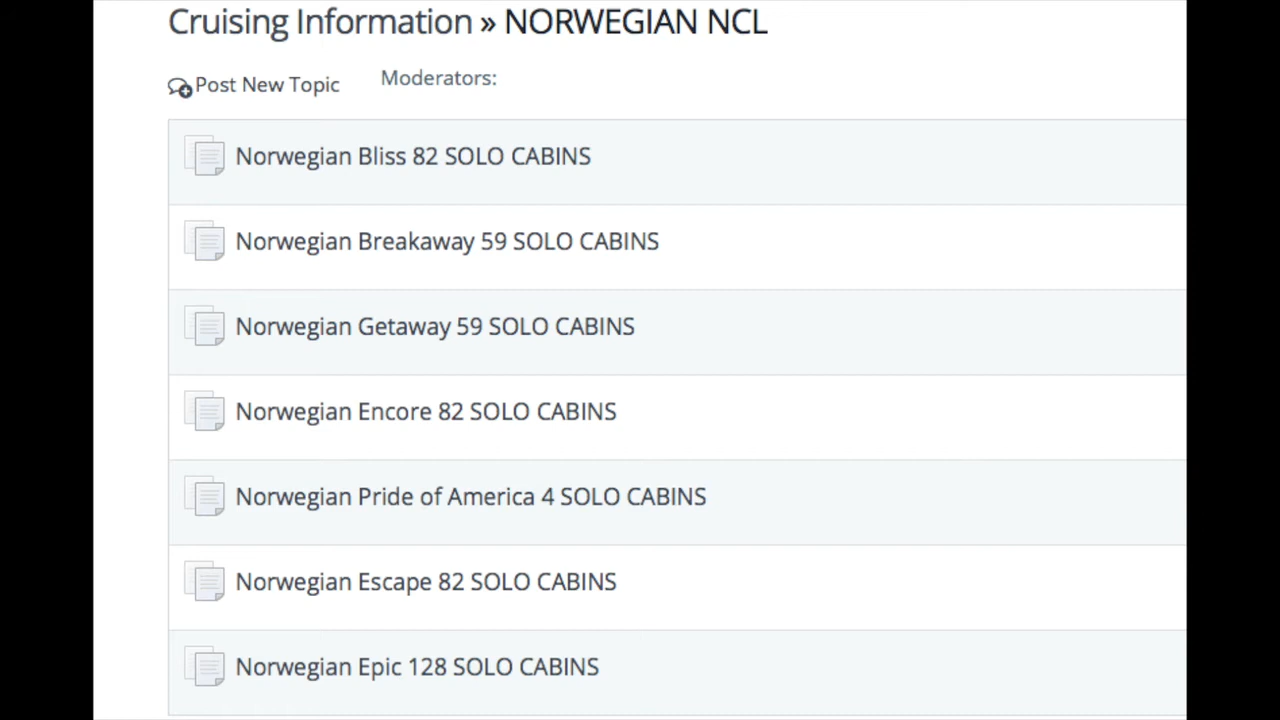 Cruising Information » NORWEGIAN NCL
Post New Topic Moderators:
Norwegian Bliss 82 SOLO CABINS
Norwegian Breakaway 59 SOLO CABINS
Norwegian Getaway 59 SOLO CABINS
Norwegian Encore 82 SOLO CABINS
Norwegian Pride of America 4 SOLO CABINS
Norwegian Escape 82 SOLO CABINS
Norwegian Epic 128 SOLO CABINS